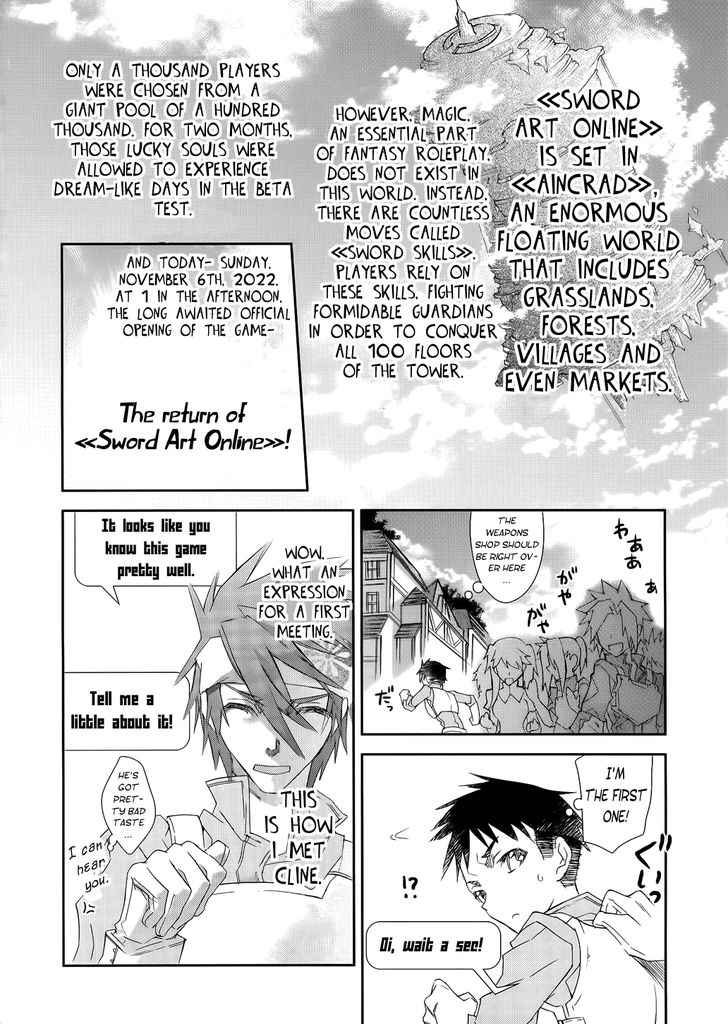 «SWORD
ART ONLINE»
IS SET IN
«AINCRAD»,
AN ENORMOUS
FLOATING WORLD
THAT INCLUDES
GRASSLANDS,
FORESTS,
VILLAGES AND
EVEN MARKETS.
HOWEVER, MAGIC,
AN ESSENTIAL PART
OF FANTASY ROLEPLAY,
DOES NOT EXIST IN
THIS WORLD. INSTEAD,
THERE ARE COUNTLESS
MOVES CALLED
«SWORD SKILLS».
PLAYERS RELY ON
THESE SKILLS, FIGHTING
FORMIDABLE GUARDIANS
IN ORDER TO CONQUER
ALL 100 FLOORS
OF THE TOWER.
ONLY A THOUSAND PLAYERS
WERE CHOSEN FROM A
GIANT POOL OF A HUNDRED
THOUSAND. FOR TWO MONTHS,
THOSE LUCKY SOULS WERE
ALLOWED TO EXPERIENCE
DREAM-LIKE DAYS IN THE BETA
TEST.
AND TODAY- SUNDAY,
NOVEMBER 6TH, 2022,
AT 1 IN THE AFTERNOON,
THE LONG AWAITED OFFICIAL
OPENING OF THE GAME-
The return of
«Sword Art Online»!
わぁぁ
ぁ
がや
がや
THE
WEAPONS
SHOP SHOULD
BE RIGHT OV-
ER HERE
...
だっ
I'M
THE FIRST
ONE!
ぐいっ
!?
Oi, wait a sec!
It looks like you
know this game
pretty well.
WOW.
WHAT AN
EXPRESSION
FOR A FIRST
MEETING.
Tell me a
little about it!
HE'S
GOT
PRET-
TY BAD
TASTE
...
I can
hear
you.
THIS
IS HOW
I MET
CLINE.